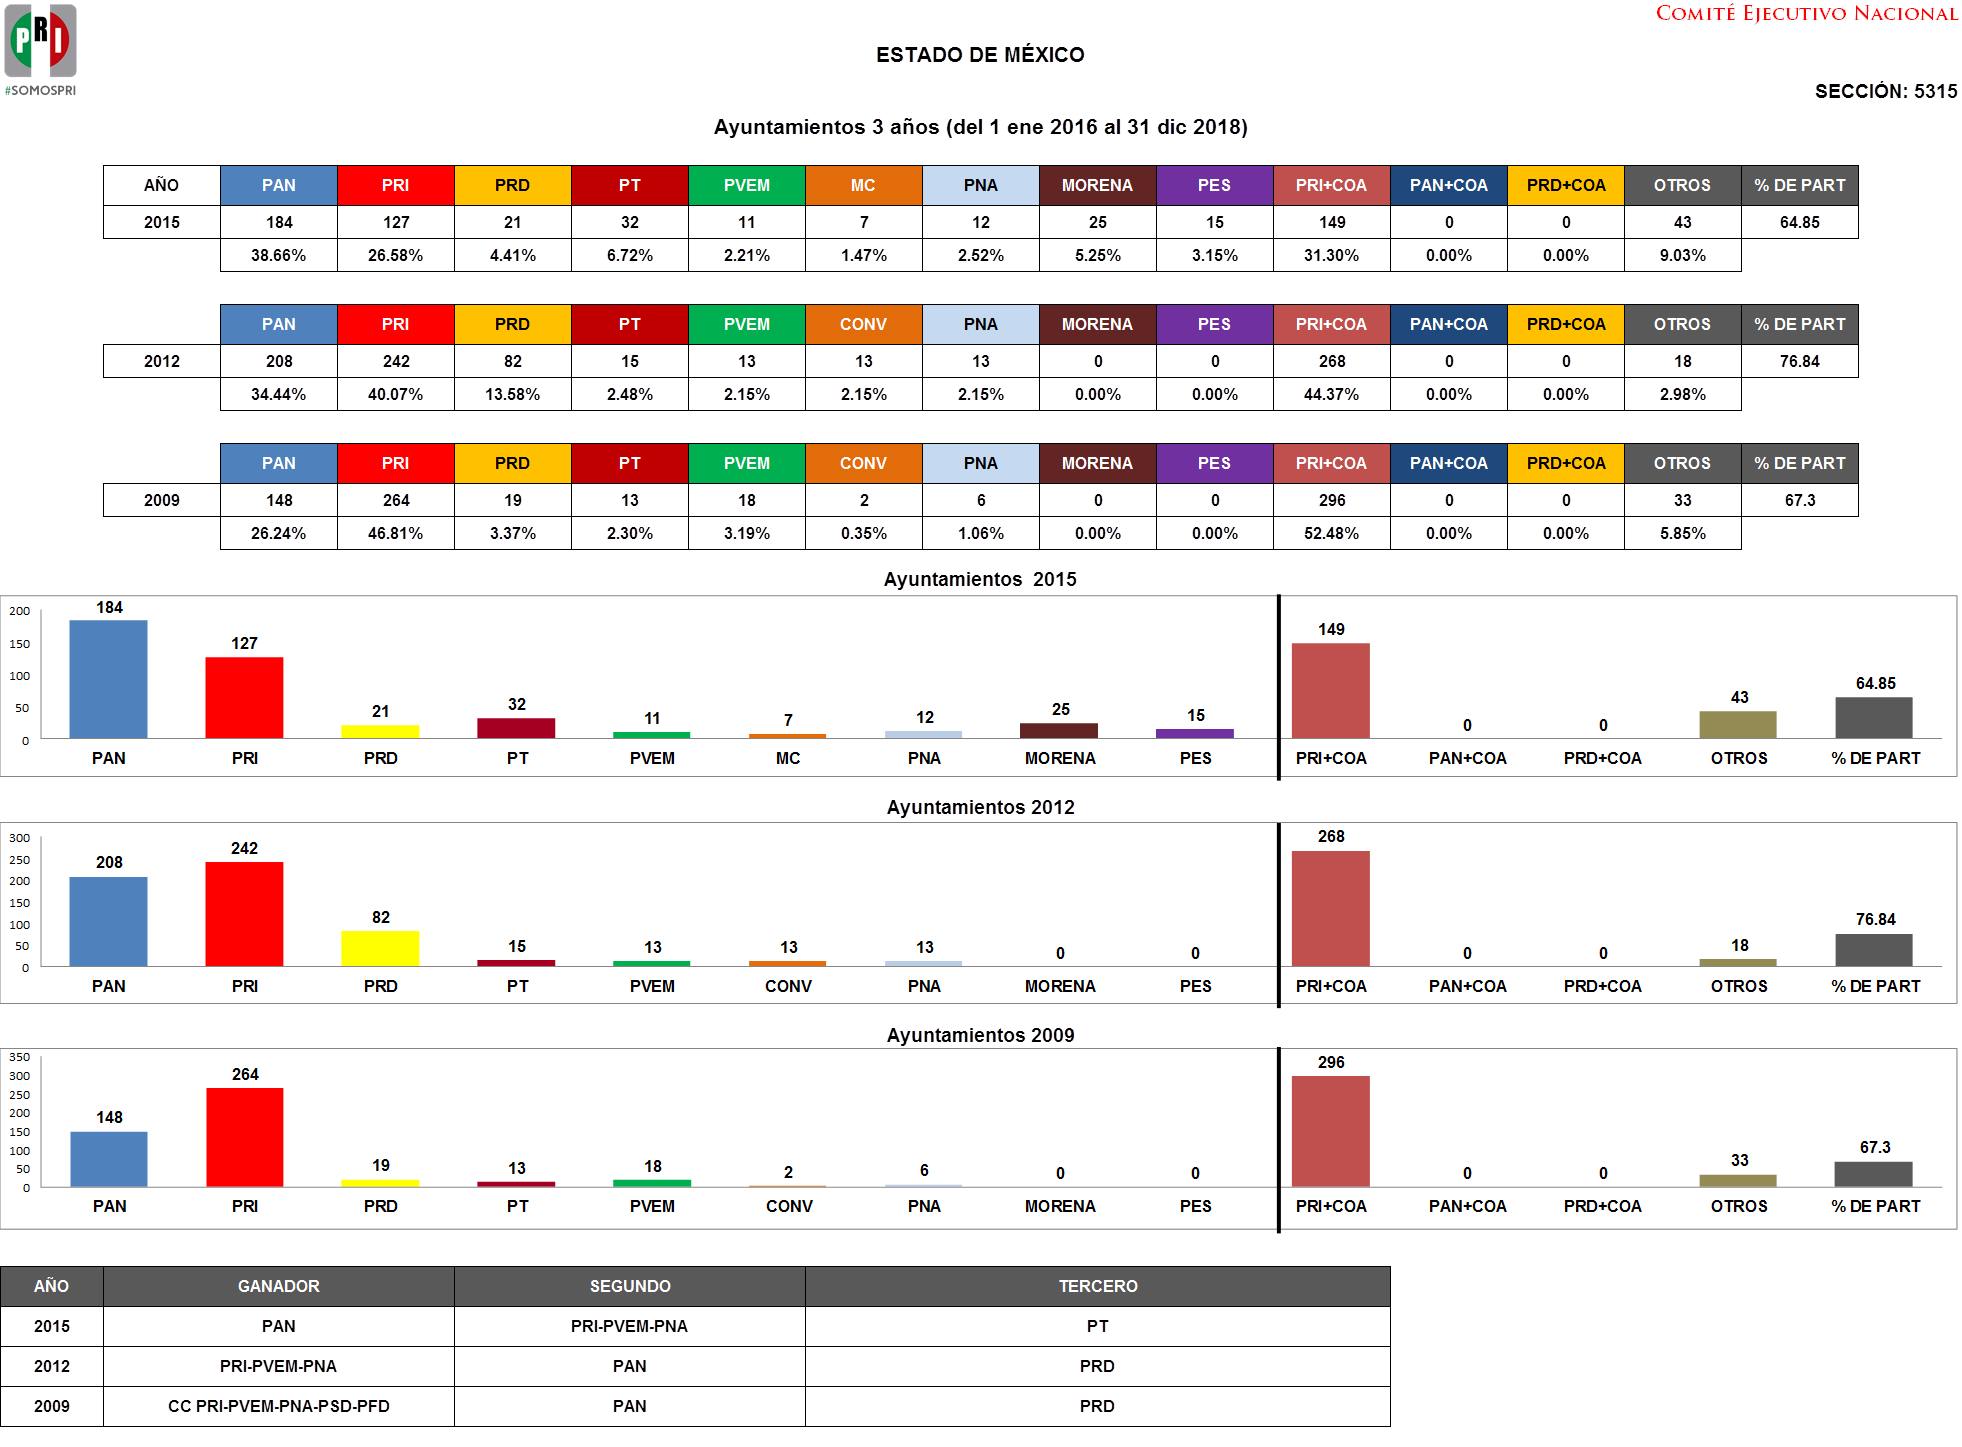 PRI
#SOMOSPRI
COMITÉ EJECUTIVO NACIONAL
ESTADO DE MÉXICO
SECCIÓN: 5315
Ayuntamientos 3 años (del 1 ene 2016 al 31 dic 2018)
AÑO PAN PRI PRD PT PVEM MC PNA MORENA PES PRI+COA PAN+COA PRD+COA OTROS % DE PART
2015 184 127 21 32 11 7 12 25 15 149 0 0 43 64.85
38.66% 26.58% 4.41% 6.72% 2.21% 1.47% 2.52% 5.25% 3.15% 31.30% 0.00% 0.00% 9.03%
PAN PRI PRD PT PVEM CONV PNA MORENA PES PRI+COA PAN+COA PRD+COA OTROS % DE PART
2012 208 242 82 15 13 13 13 0 0 268 0 0 18 76.84
34.44% 40.07% 13.58% 2.48% 2.15% 2.15% 2.15% 0.00% 0.00% 44.37% 0.00% 0.00% 2.98%
PAN PRI PRD PT PVEM CONV PNA MORENA PES PRI+COA PAN+COA PRD+COA OTROS % DE PART
2009 148 264 19 13 18 2 6 0 0 296 0 0 33 67.3
26.24% 46.81% 3.37% 2.30% 3.19% 0.35% 1.06% 0.00% 0.00% 52.48% 0.00% 0.00% 5.85%
Ayuntamientos 2015
200
150
100
50
0
184 127 21 32 11 7 12 25 15 149 0 0 43 64.85
PAN PRI PRD PT PVEM MC PNA MORENA PES PRI+COA PAN+COA PRD+COA OTROS % DE PART
Ayuntamientos 2012
300
250
200
150
100
50
0
208 242 82 15 13 13 13 0 0 268 0 0 18 76.84
PAN PRI PRD PT PVEM CONV PNA MORENA PES PRI+COA PAN+COA PRD+COA OTROS % DE PART
Ayuntamientos 2009
350
300
250
200
150
100
50
0
148 264 19 13 18 2 6 0 0 296 0 0 33 67.3
PAN PRI PRD PT PVEM CONV PNA MORENA PES PRI+COA PAN+COA PRD+COA OTROS % DE PART
AÑO GANADOR SEGUNDO TERCERO
2015 PAN PRI-PVEM-PNA PT
2012 PRI-PVEM-PNA PAN PRD
2009 CC PRI-PVEM-PNA-PSD-PFD PAN PRD